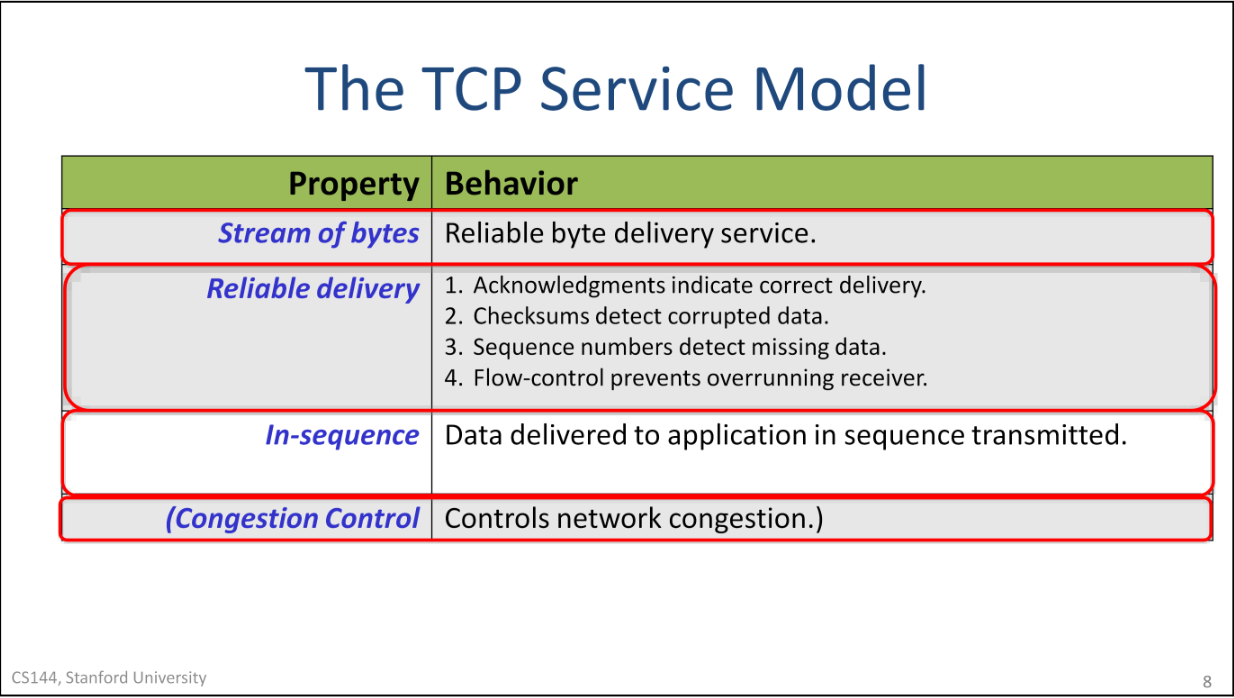 The TCP Service Model
Property Behavior
Stream of bytes Reliable byte delivery service.
Reliable delivery 1. Acknowledgments indicate correct delivery.
2. Checksums detect corrupted data.
3. Sequence numbers detect missing data.
4. Flow-control prevents overrunning receiver.
In-sequence Data delivered to application in sequence transmitted.
(Congestion Control Controls network congestion.)
CS144, Stanford University 8